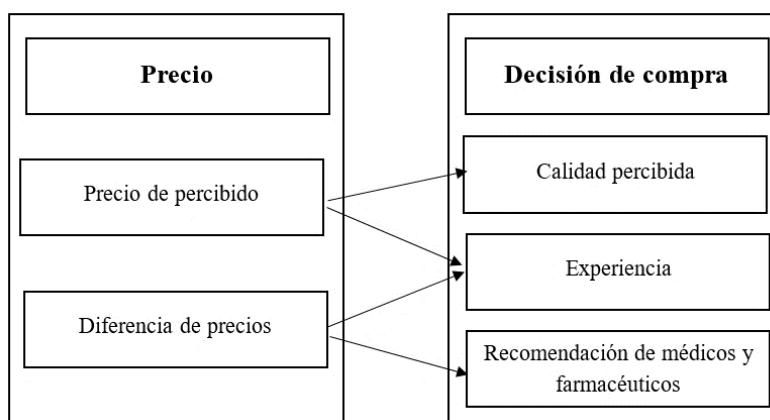 Precio
Precio de percibido
Diferencia de precios
Decisión de compra
Calidad percibida
Experiencia
Recomendación de médicos y
farmacéuticos